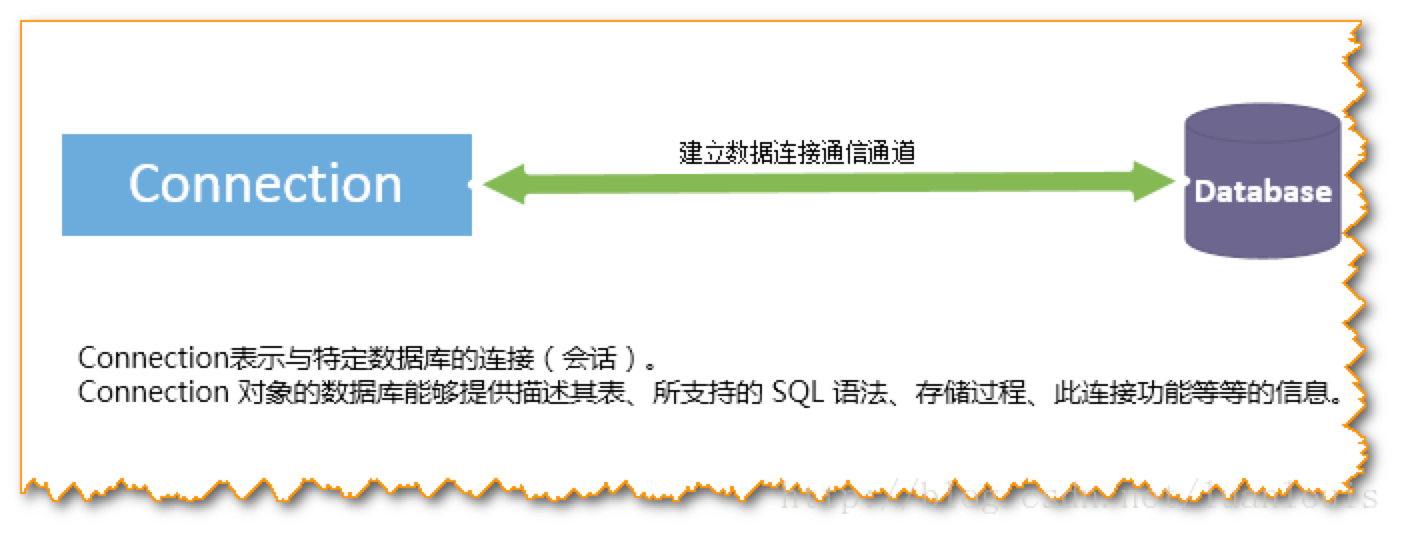 建立数据连接通信通道
Connection
Database
Connection表示与特定数据库的连接（会话）。
Connection 对象的数据库能够提供描述其表、所支持的 SQL 语法、存储过程、此连接功能等等的信息。
http://blog.csdn.net/luanlouis